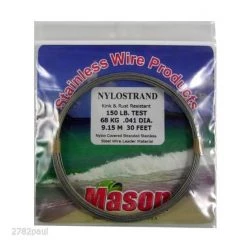 Stainless Wire Products
NYLOSTRAND
Kink & Rust Resistant
150 LB. TEST
68 KG .041 DIA.
9.15 M 30 FEET
Nylon Covered Stranded Stainless
Steel Wire Leader Material
Mason
2782paul